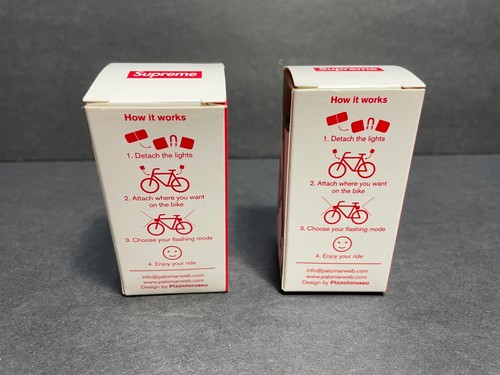 Supreme
How it works
1. Detach the lights
2. Attach where you want
on the bike
3. Choose your flashing mode
4. Enjoy your ride
info@palomarweb.com
www.palomarweb.com
Design by Pizzolorusso
Supreme
How it works
1. Detach the lights
2. Attach where you want
on the bike
3. Choose your flashing mode
4. Enjoy your ride
info@palomarweb.com
www.palomarweb.com
Design by Pizzolorusso